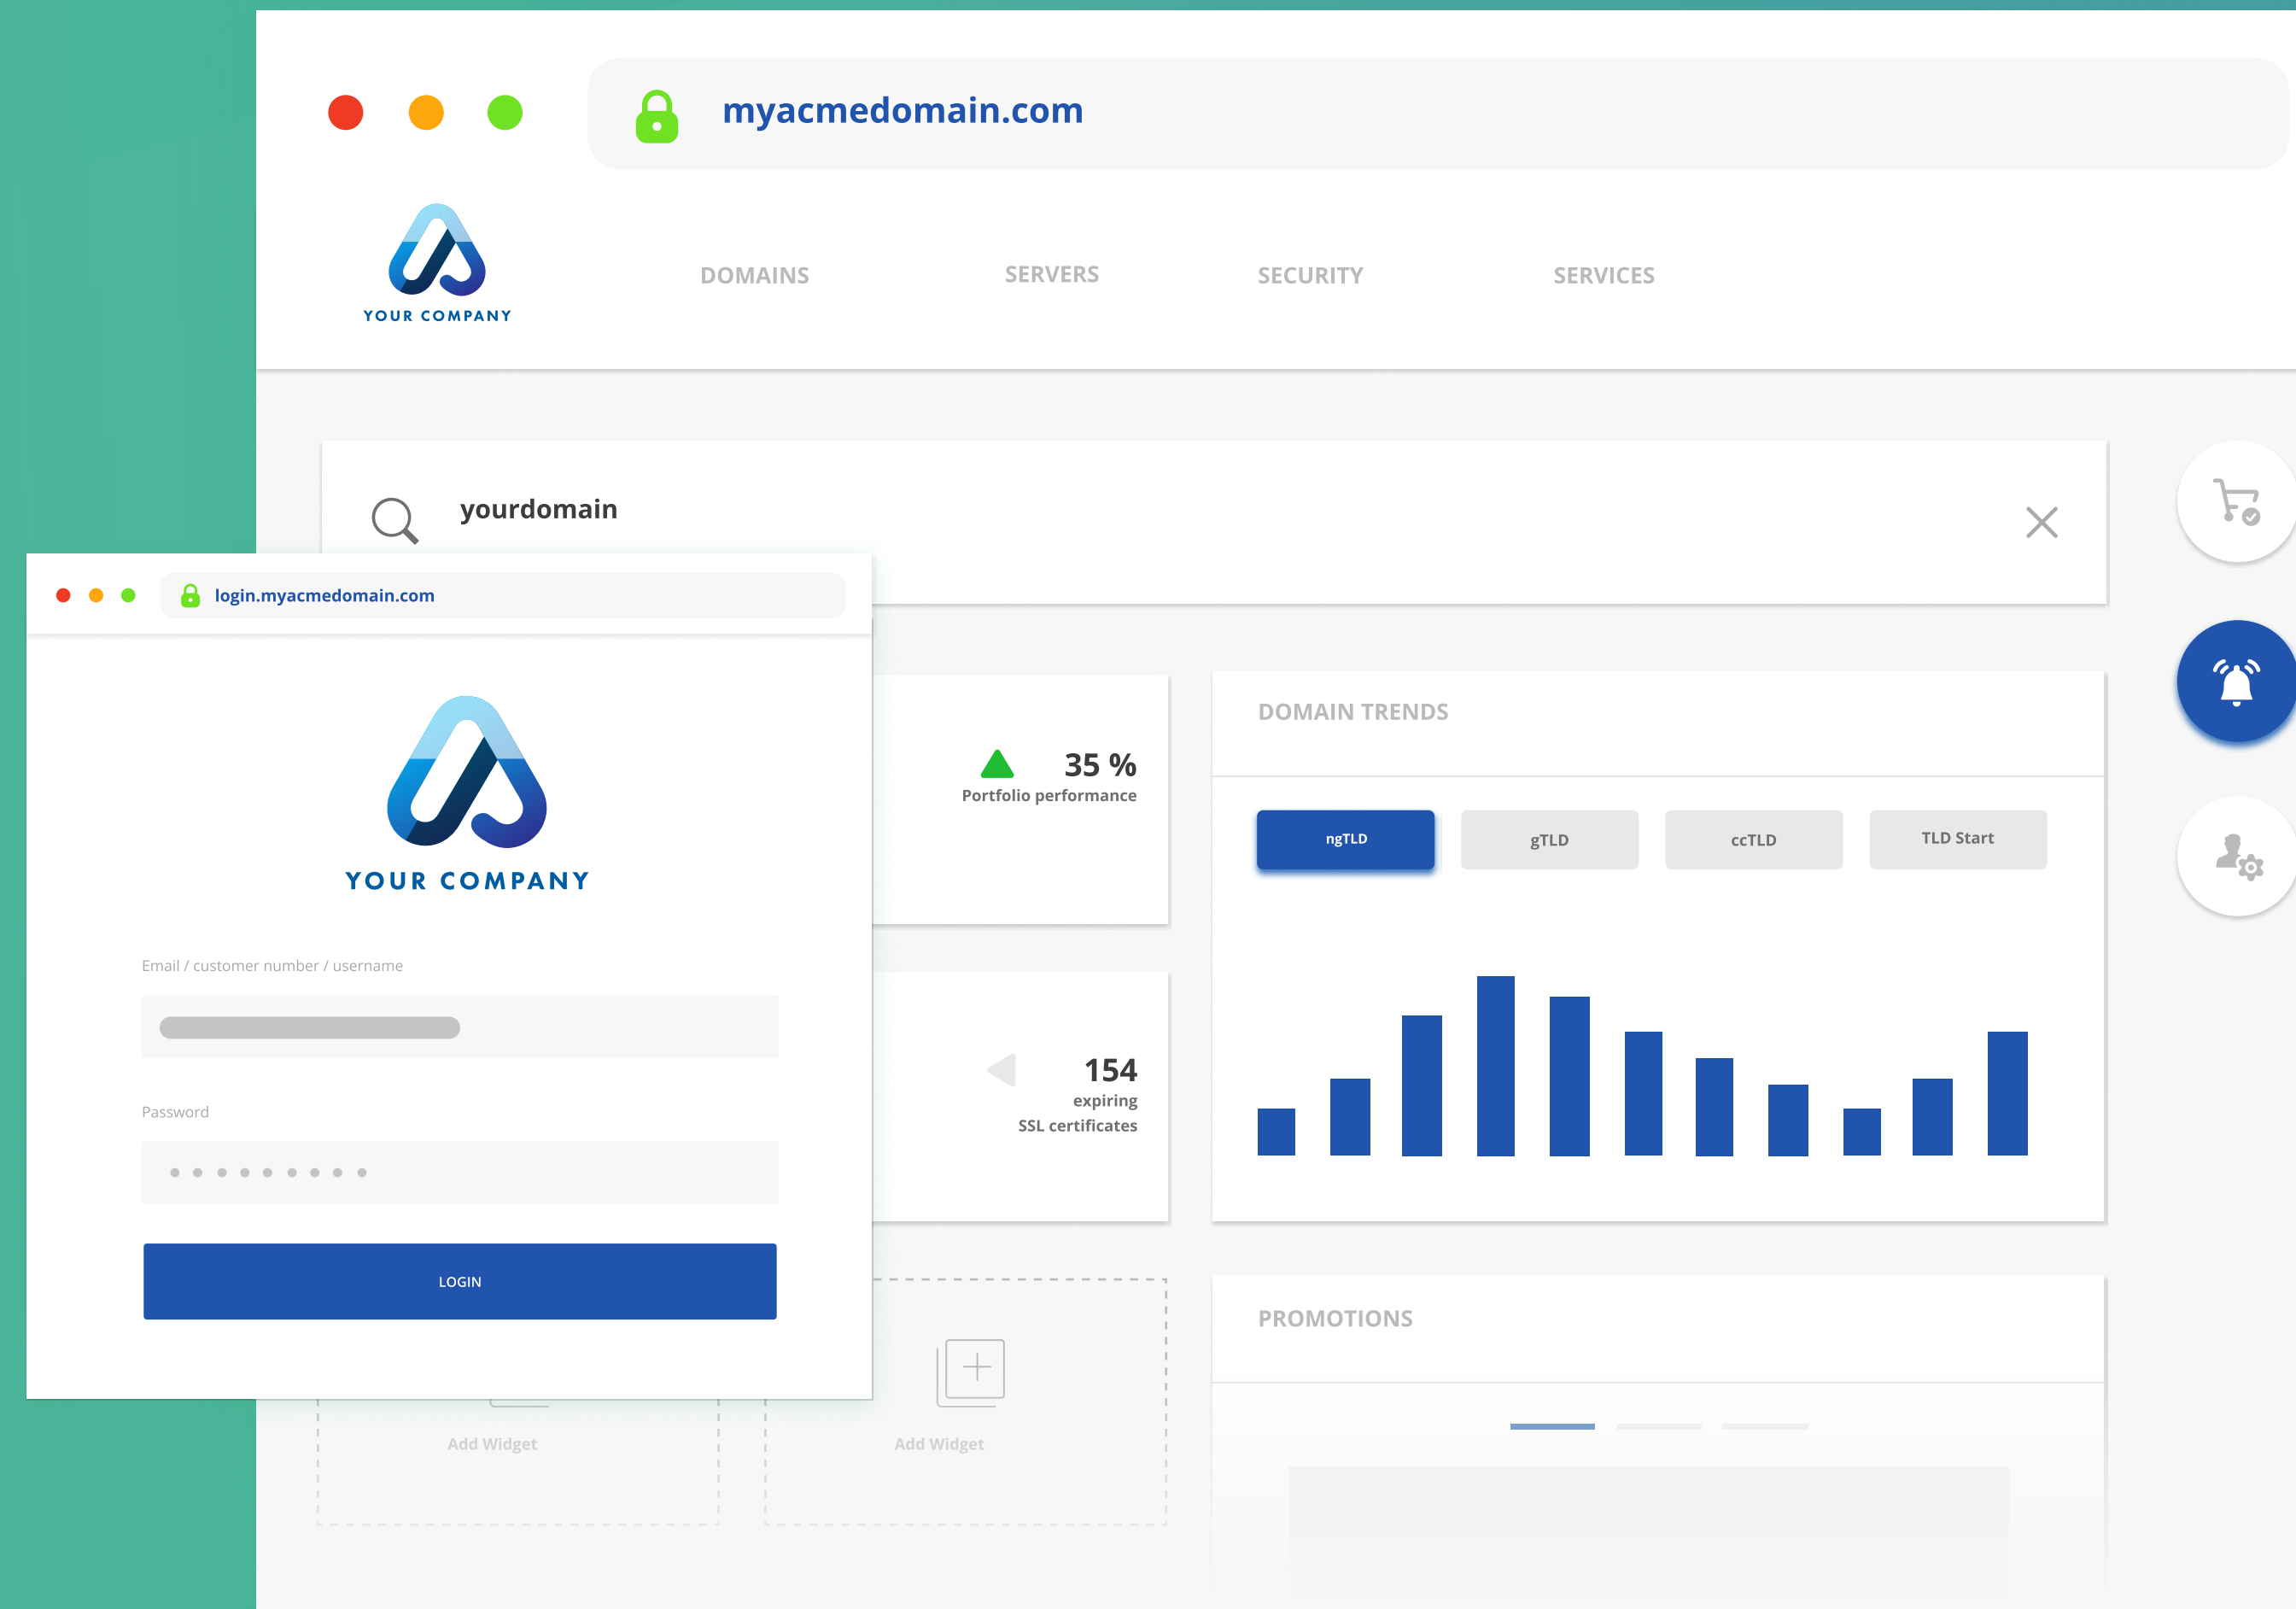 myacmedomain.com
YOUR COMPANY
DOMAINS
SERVERS
SECURITY
SERVICES
yourdomain
login.myacmedomain.com
YOUR COMPANY
Email / customer number / username
Password
LOGIN
35 %
Portfolio performance
154
expiring
SSL certificates
DOMAIN TRENDS
ngTLD
gTLD
ccTLD
TLD Start
Add Widget
Add Widget
PROMOTIONS